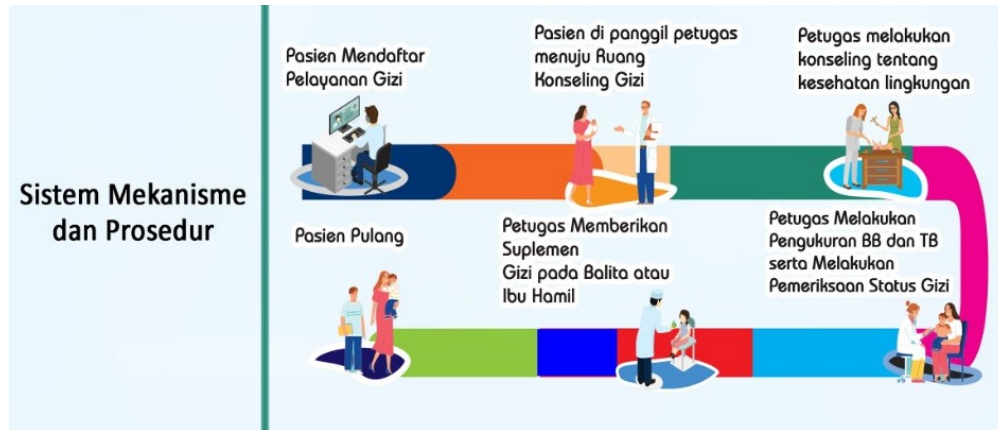 Sistem Mekanisme
dan Prosedur
Pasien Mendaftar
Pelayanan Gizi
Pasien di panggil petugas
menuju Ruang
Konseling Gizi
Petugas melakukan
konseling tentang
kesehatan lingkungan
Petugas Melakukan
Pengukuran BB dan TB
serta Melakukan
Pemeriksaan Status Gizi
Petugas Memberikan
Suplemen
Gizi pada Balita atau
Ibu Hamil
Pasien Pulang